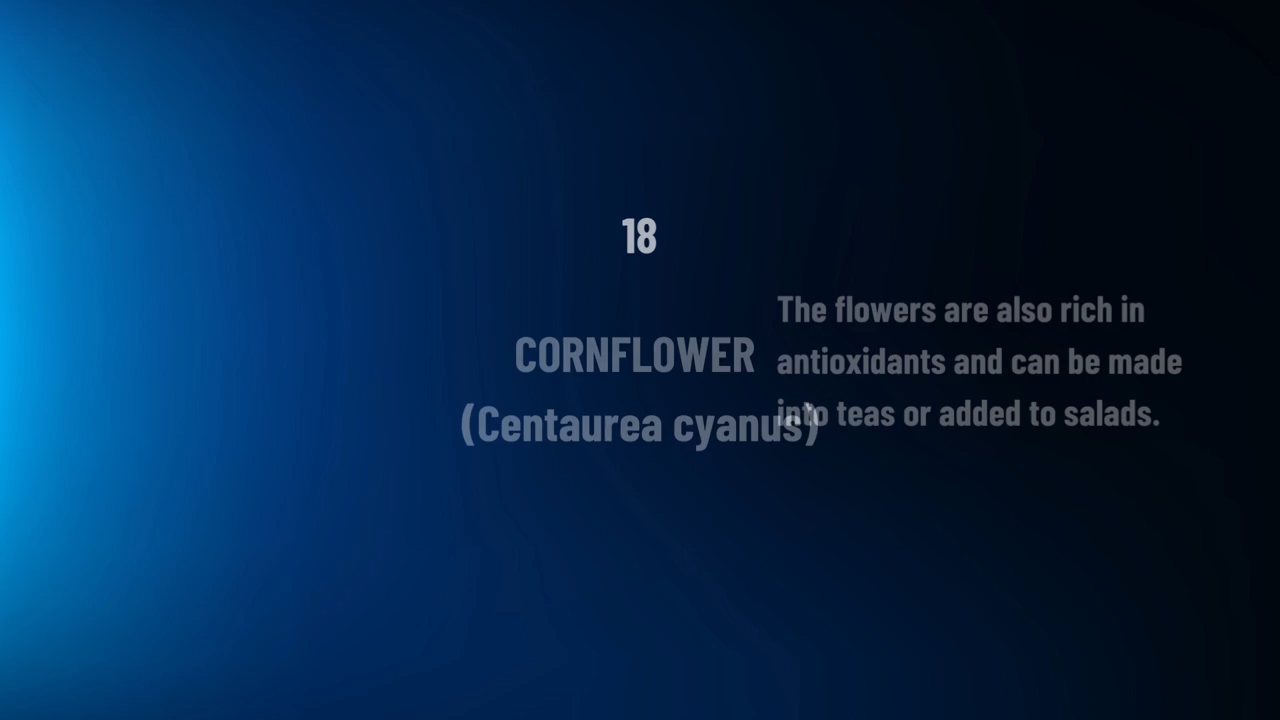 18
CORNFLOWER
(Centaurea cyanus)
The flowers are also rich in
antioxidants and can be made
into teas or added to salads.